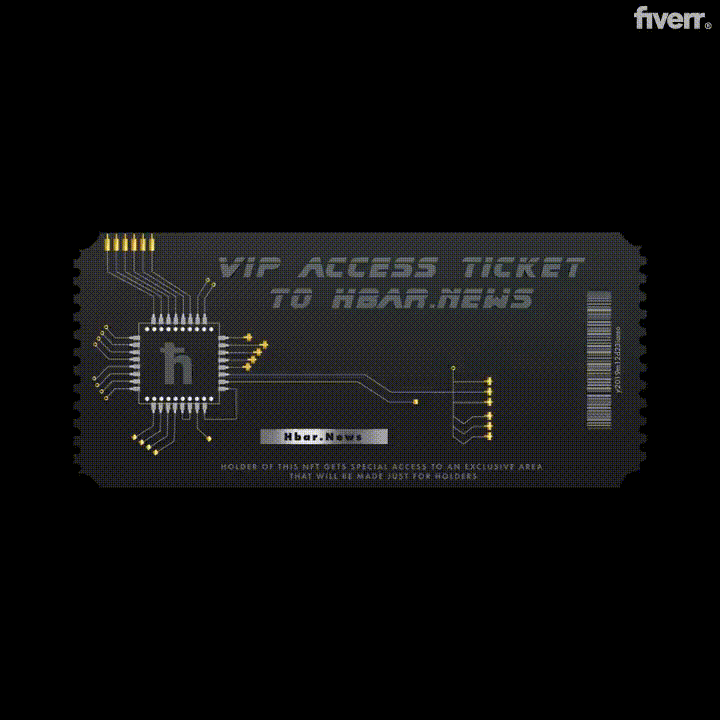 fiverr®
VIP ACCESS TICKET
TO HBAR.NEWS
ħ
Hbar.News
HOLDER OF THIS NFT GETS SPECIAL ACCESS TO AN EXCLUSIVE AREA
THAT WILL BE MADE JUST FOR HOLDERS